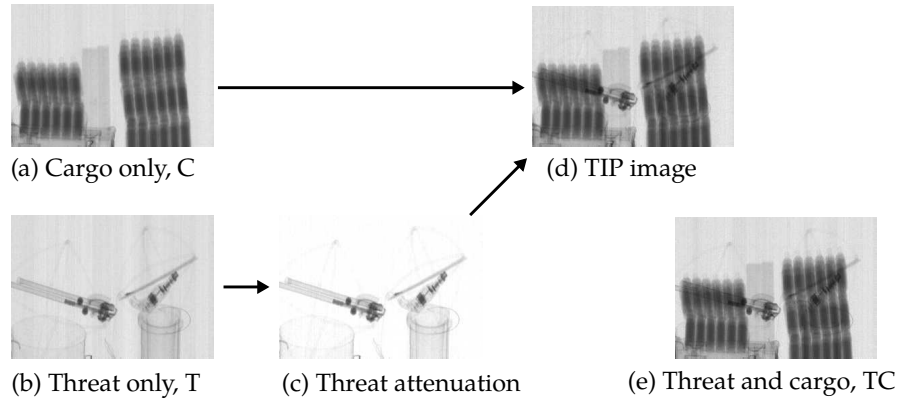 (a) Cargo only, C
(d) TIP image
(b) Threat only, T
(c) Threat attenuation
(e) Threat and cargo, TC